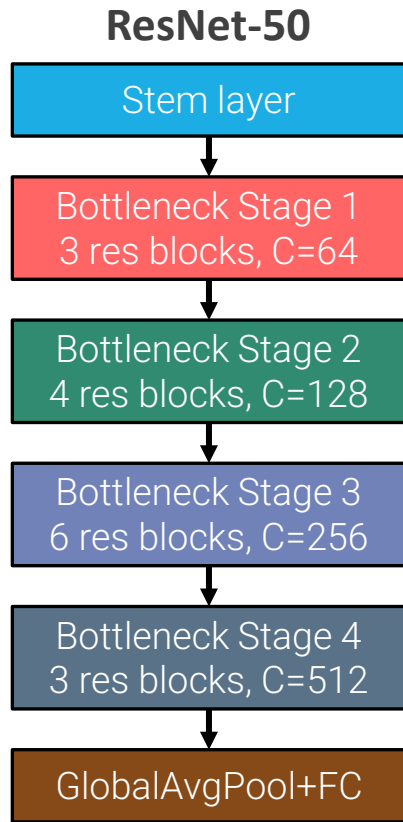 ResNet-50
Stem layer
Bottleneck Stage 1
3 res blocks, C=64
Bottleneck Stage 2
4 res blocks, C=128
Bottleneck Stage 3
6 res blocks, C=256
Bottleneck Stage 4
3 res blocks, C=512
GlobalAvgPool+FC